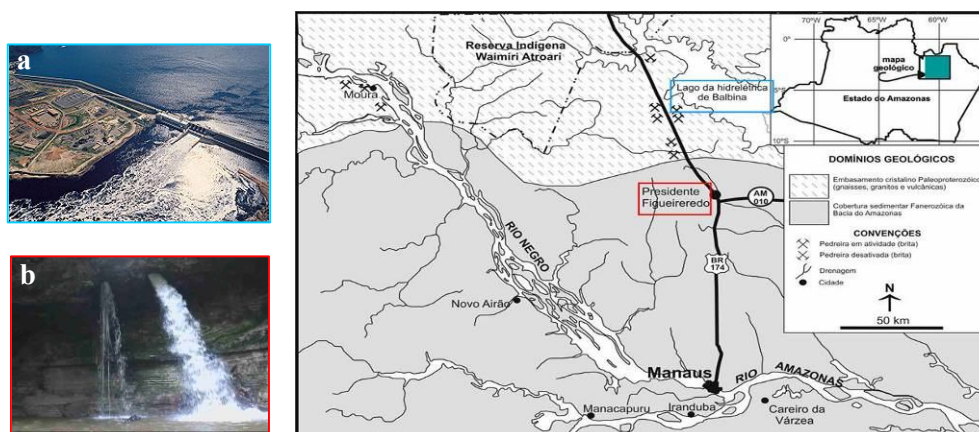 a
b
Reserva Indígena
Waimiri Atroari
Moura
Lago da hidrelétrica
de Balbina
Presidente
Figueireredo
AM
010
BR
174
RIO NEGRO
Novo Airão
Manaus
RIO AMAZONAS
Manacapuru
Iranduba
Careiro da
Várzea
70°W
65°W
60°W
0°
mapa
geológico
5°S
Estado do Amazonas
10°S
DOMÍNIOS GEOLÓGICOS
Embasamento cristalino Paleoproterozóico
(gnaisses, granitos e vulcânicas)
Cobertura sedimentar Fanerozóica da
Bacia do Amazonas
CONVENÇÕES
Pedreira em atividade (brita)
Pedreira desativada (brita)
Drenagem
Cidade
N
50 km